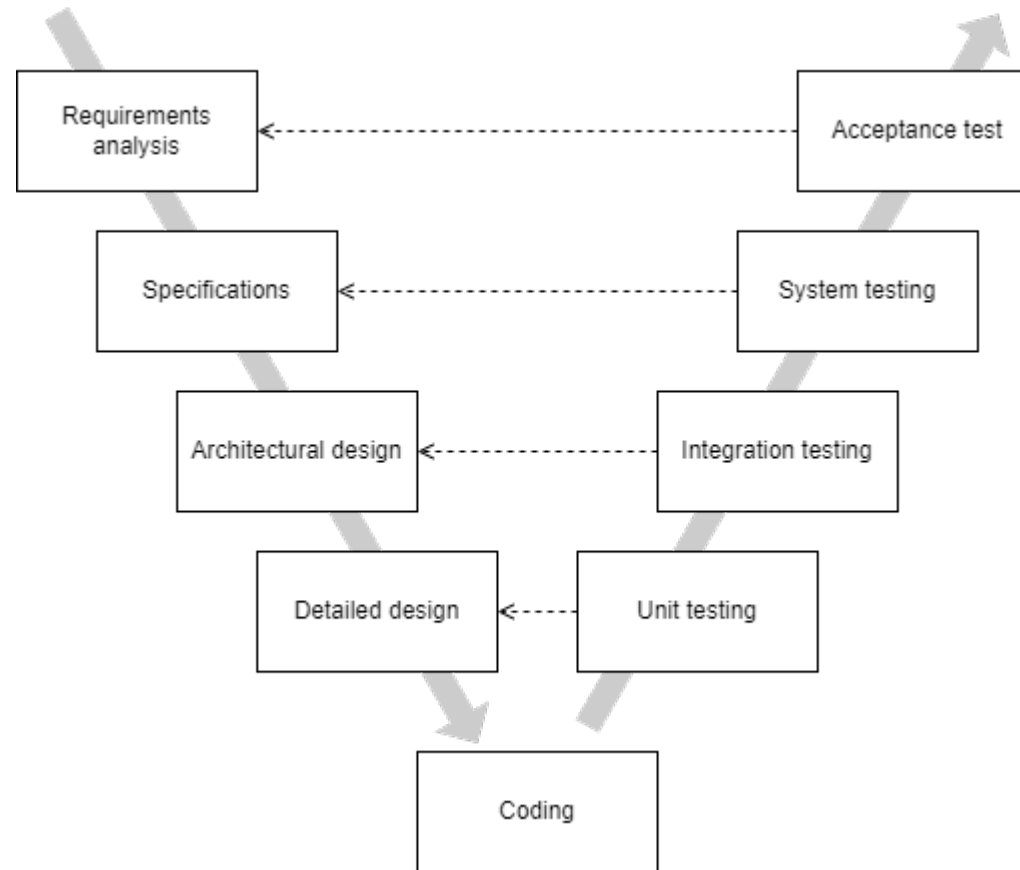 Requirements
analysis
Acceptance test
Specifications
System testing
Architectural design
Integration testing
Detailed design
Unit testing
Coding